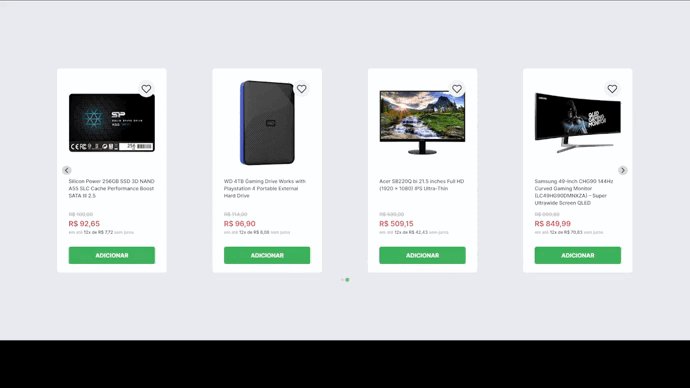 Silicon Power 256GB SSD 3D NAND
A55 SLC Cache Performance Boost
SATA III 2.5
R$ 92,65
em até 12x de R$ 7,72 sem juros
ADICIONAR
WD 4TB Gaming Drive Works with
Playstation 4 Portable External
Hard Drive
R$ 114,00
R$ 96,90
em até 12x de R$ 8,08 sem juros
ADICIONAR
Acer SB220Q bi 21.5 Inches Full HD
(1920 x 1080) IPS Ultra-Thin
R$ 599,00
R$ 509,15
em até 12x de R$ 42,43 sem juros
ADICIONAR
SAMSUNG
QLED
GAMING
MONITOR
Samsung 49-Inch CHG90 144Hz
Curved Gaming Monitor
(LC49HG90DMNXZA) – Super
Ultrawide Screen QLED
R$ 999,99
R$ 849,99
em até 12x de R$ 70,83 sem juros
ADICIONAR